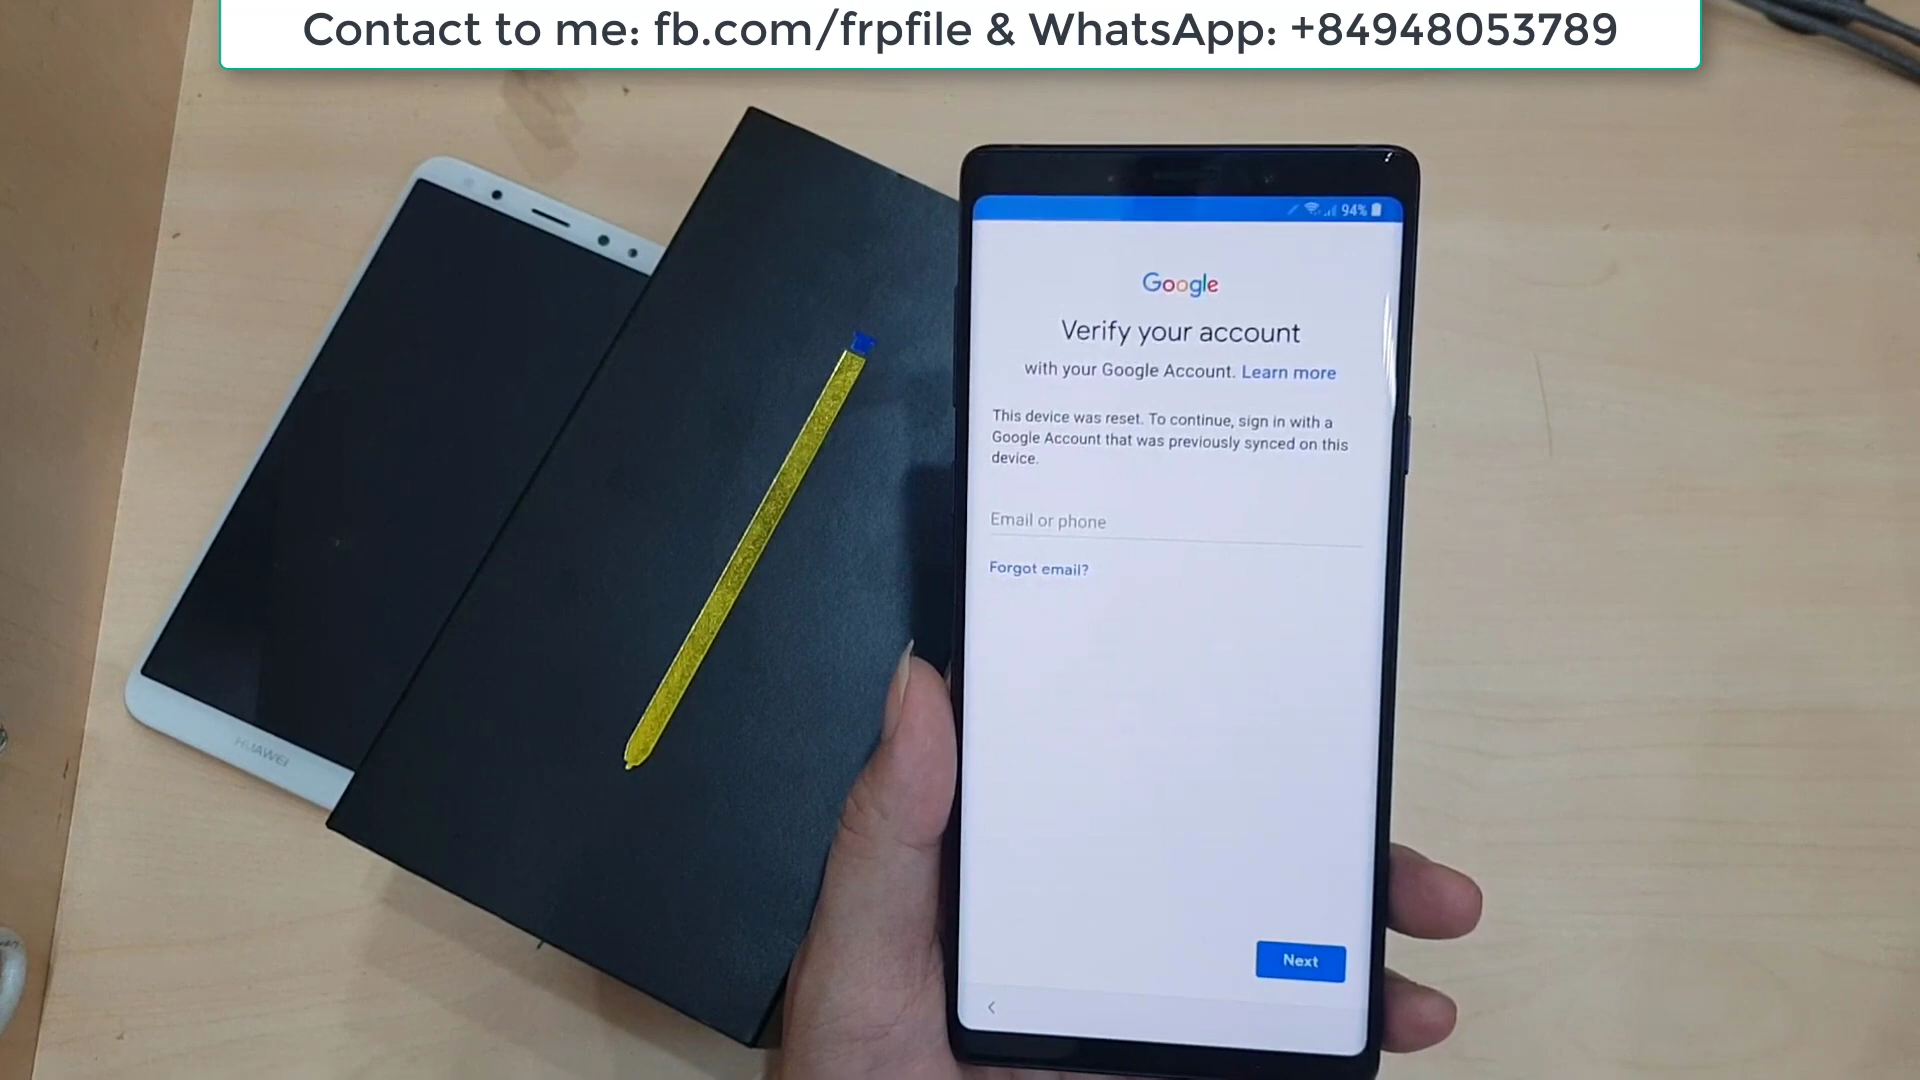 Contact to me: fb.com/frpfile & WhatsApp: +84948053789
94%
Google
Verify your account
with your Google Account. Learn more
This device was reset. To continue, sign in with a
Google Account that was previously synced on this
device.
Email or phone
Forgot email?
Next
HUAWEI